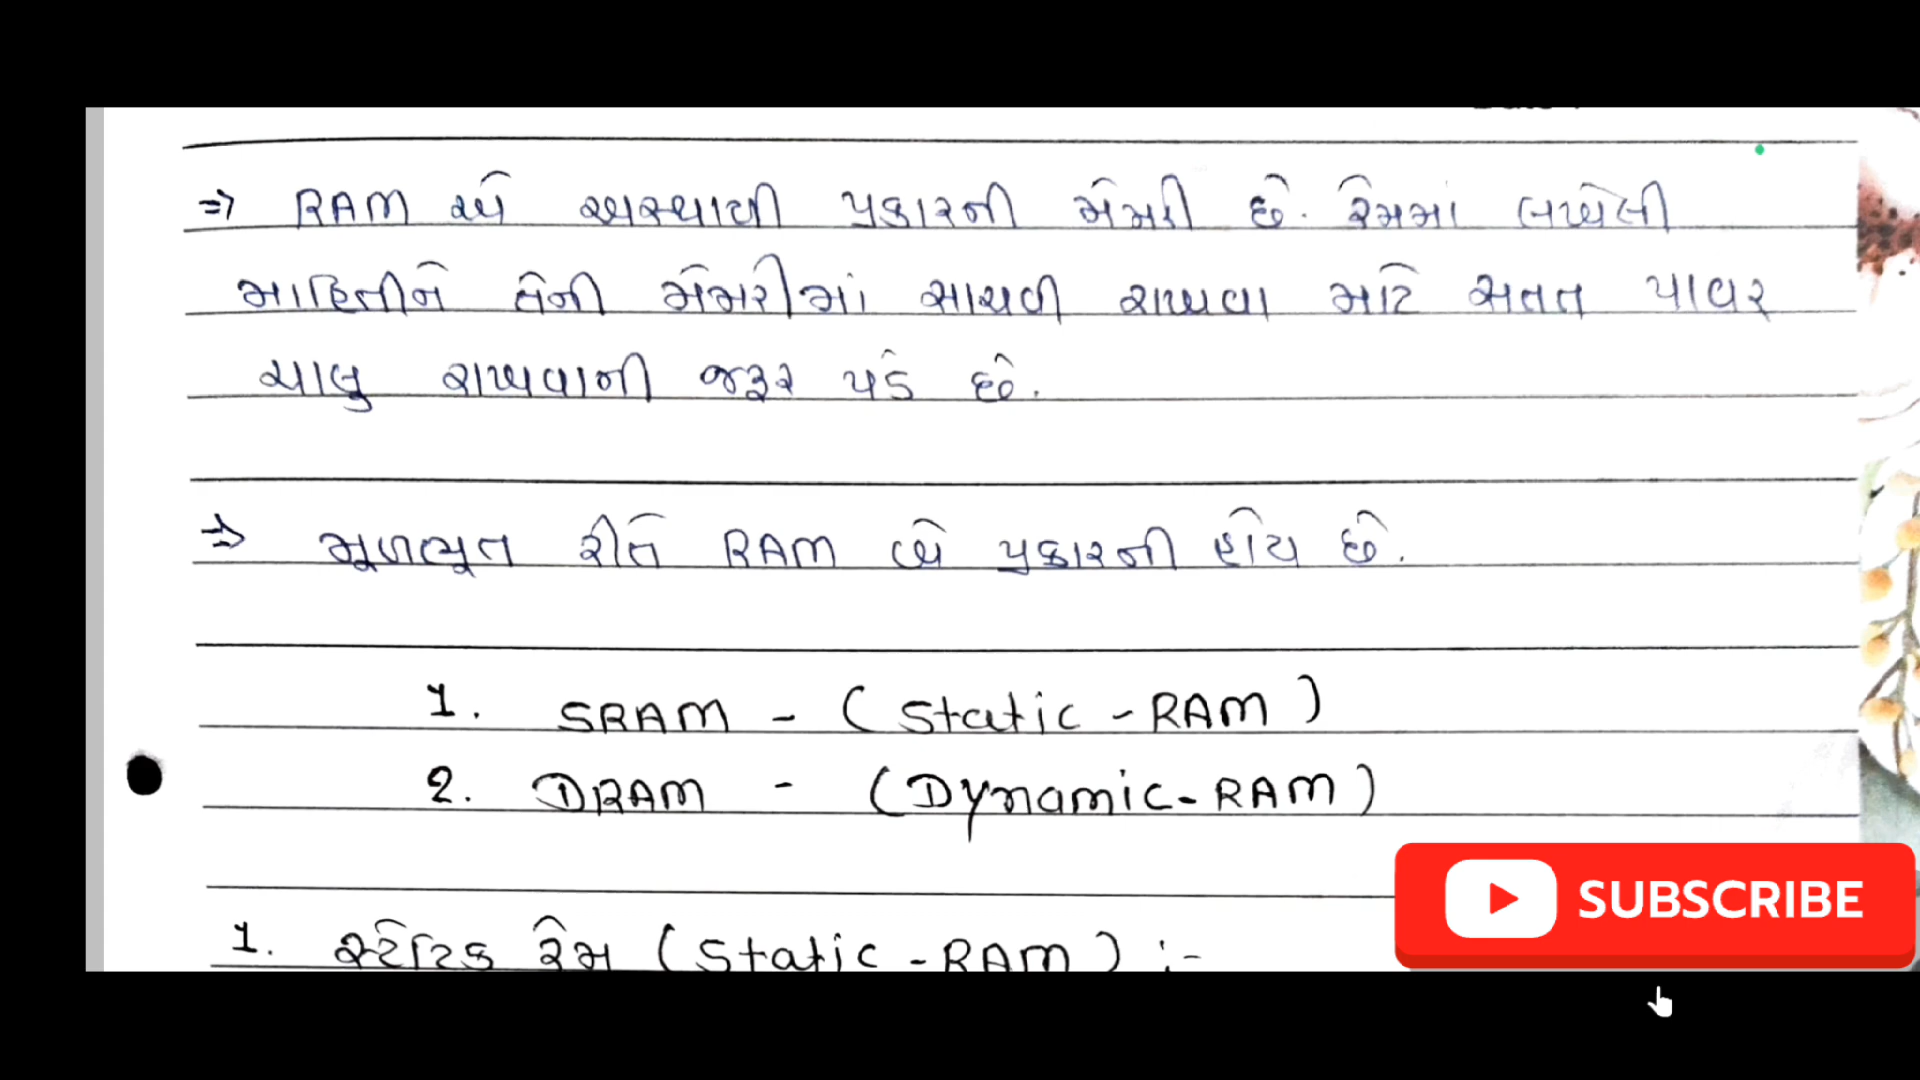 ⇒ RAM એ અસ્થાયી પ્રકારની મેમરી છે. રેમમાં લખેલી
માહિતીને તેની મેમરીમાં સાચવી રાખવા માટે સતત પાવર
ચાલુ રાખવાની જરૂર પડે છે.
⇒ મૂળભૂત રીતે RAM બે પ્રકારની હોય છે.
1. SRAM - (Static - RAM)
2. DRAM - (Dynamic - RAM)
SUBSCRIBE
1. સ્ટેટિક રેમ (Static - RAM) :-